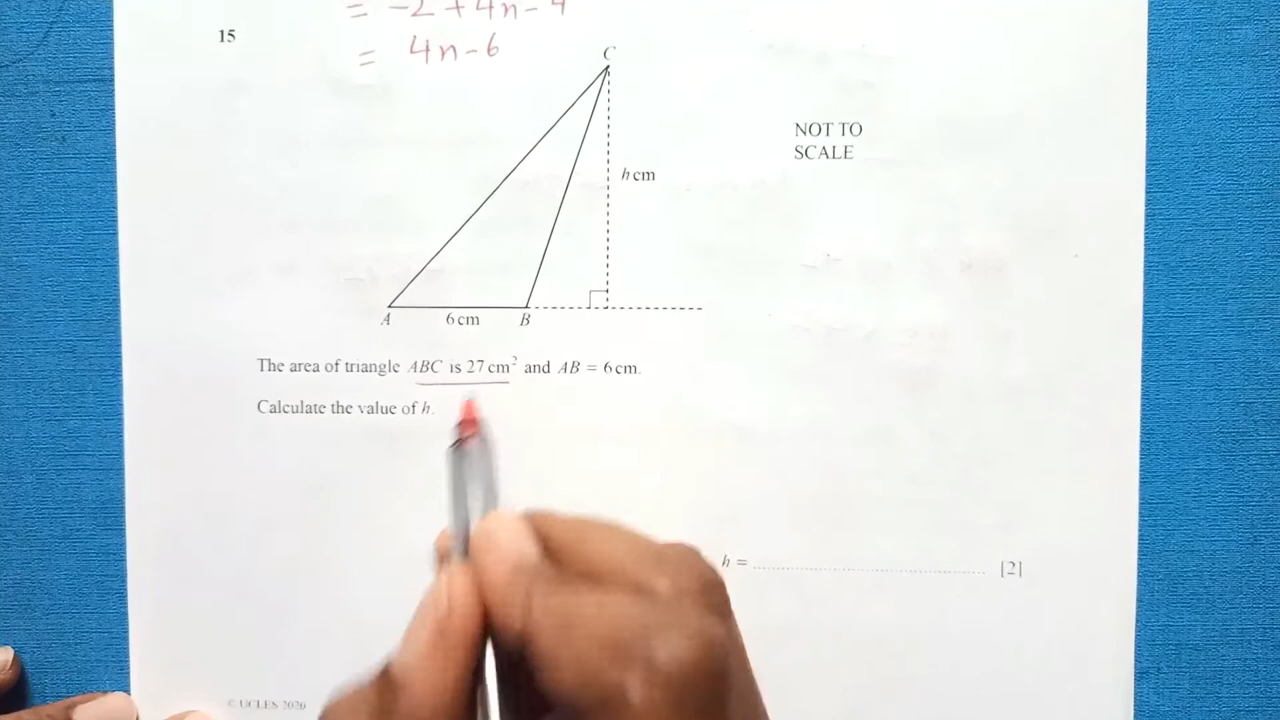 = -2 + 4n - 4
15
= 4n-6
C
NOT TO
SCALE
h cm
A 6 cm B
The area of triangle ABC is 27 cm² and AB = 6 cm.
Calculate the value of h.
h = .......................................... [2]
© UCLES 2020